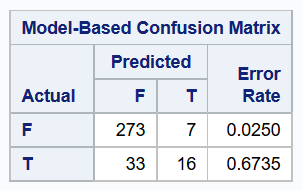 Model-Based Confusion Matrix
Predicted
Error
Actual F T Rate
F 273 7 0.0250
T 33 16 0.6735